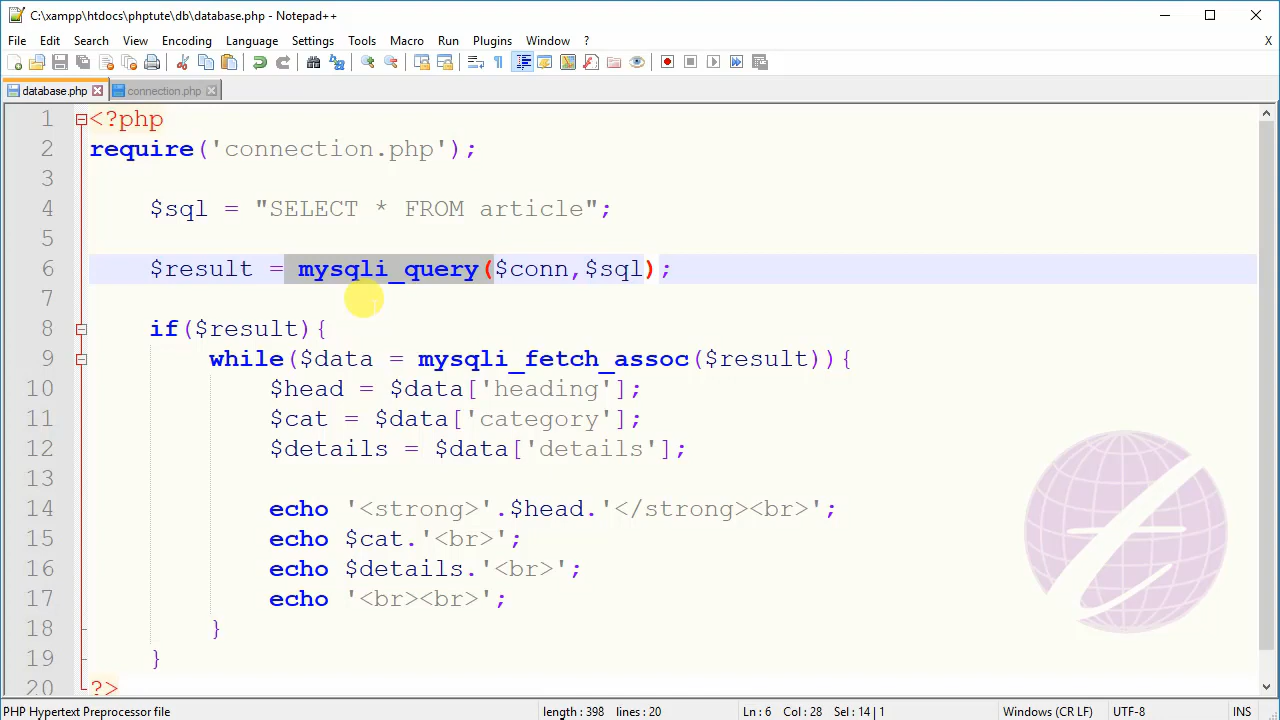 C:\xampp\htdocs\phptute\db\database.php - Notepad++
File Edit Search View Encoding Language Settings Tools Macro Run Plugins Window ? X
database.php connection.php
1 <?php
2 require('connection.php');
3
4 $sql = "SELECT * FROM article";
5
6 $result = mysqli_query($conn,$sql);
7
8 if($result){
9 while($data = mysqli_fetch_assoc($result)){
10 $head = $data['heading'];
11 $cat = $data['category'];
12 $details = $data['details'];
13
14 echo '<strong>'.$head.'</strong><br>';
15 echo $cat.'<br>';
16 echo $details.'<br>';
17 echo '<br><br>';
18 }
19 }
20 ?>
PHP Hypertext Preprocessor file length : 398 lines : 20 Ln : 6 Col : 28 Sel : 14 | 1 Windows (CR LF) UTF-8 INS